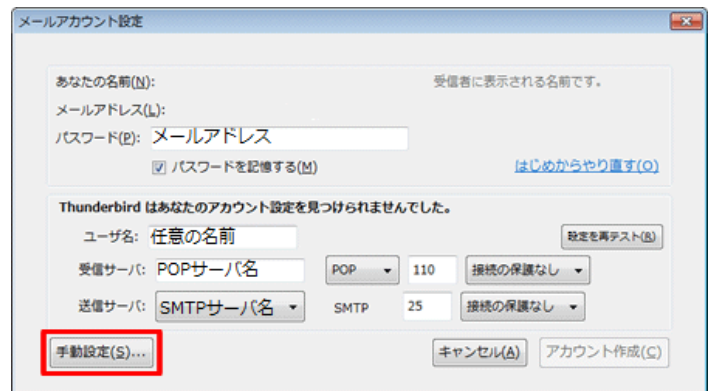 メールアカウント設定
あなたの名前(N): 受信者に表示される名前です。
メールアドレス(L):
パスワード(P): メールアドレス
パスワードを記憶する(M) はじめからやり直す(O)
Thunderbird はあなたのアカウント設定を見つけられませんでした。
ユーザ名: 任意の名前 設定を再テスト(R)
受信サーバ: POPサーバ名 POP 110 接続の保護なし
送信サーバ: SMTPサーバ名 SMTP 25 接続の保護なし
手動設定(S)... キャンセル(A) アカウント作成(C)